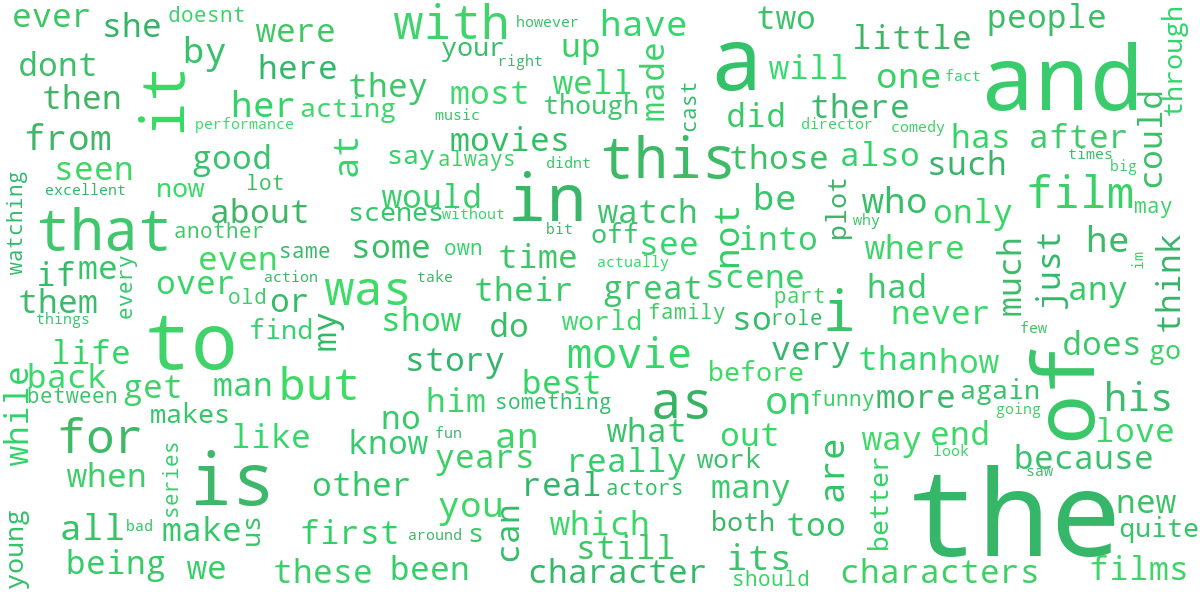 ever she doesnt were with however have two people
your right up little through
dont by here they most well made a will one fact and
then it her acting though cast did there could
from performance music movies director comedy has after
seen good at say always didnt this those also such times big
excellent now lot would in be plot who film may
watching that about scenes without watch not only
another same some own bit off see into why where he
if me even time actually scene much just think
them every over old action or was take their great part i had any im
things find my show do world family so role never few
life to story movie very than how of does go
back get man but best before again
between him something as on funny more going his
while makes no what out way end love
for like know fun an really work look because
when is years real actors many are better saw the new
series other you both too quite
young all bad make us first around s can which still its
being we these been character should characters films